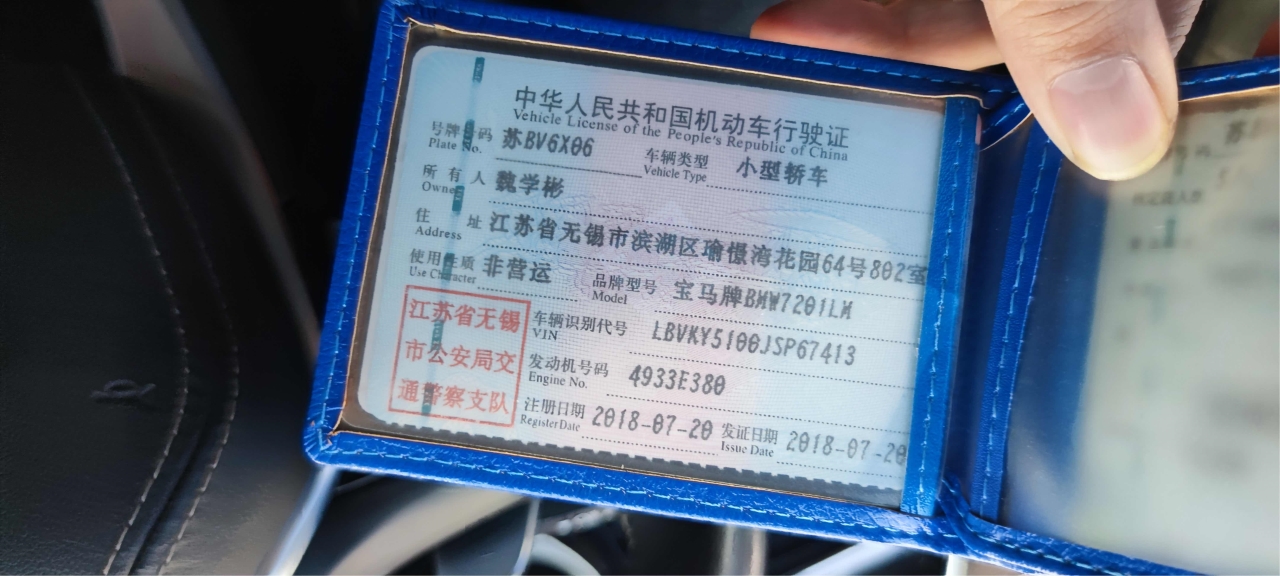 中华人民共和国机动车行驶证
Vehicle License of the People's Republic of China
号牌号码 苏BV6X06 车辆类型 小型轿车
Plate No. Vehicle Type
所有人 魏学彬
Owner
住址 江苏省无锡市滨湖区瑜憬湾花园64号802室
Address
使用性质 非营运 品牌型号 宝马牌BMW7201LM
Use Character Model
江苏省无锡
市公安局交
通警察支队
车辆识别代号 LBVKY5100JSP67413
VIN
发动机号码 4933E380
Engine No.
注册日期 2018-07-20 发证日期 2018-07-20
Register Date Issue Date